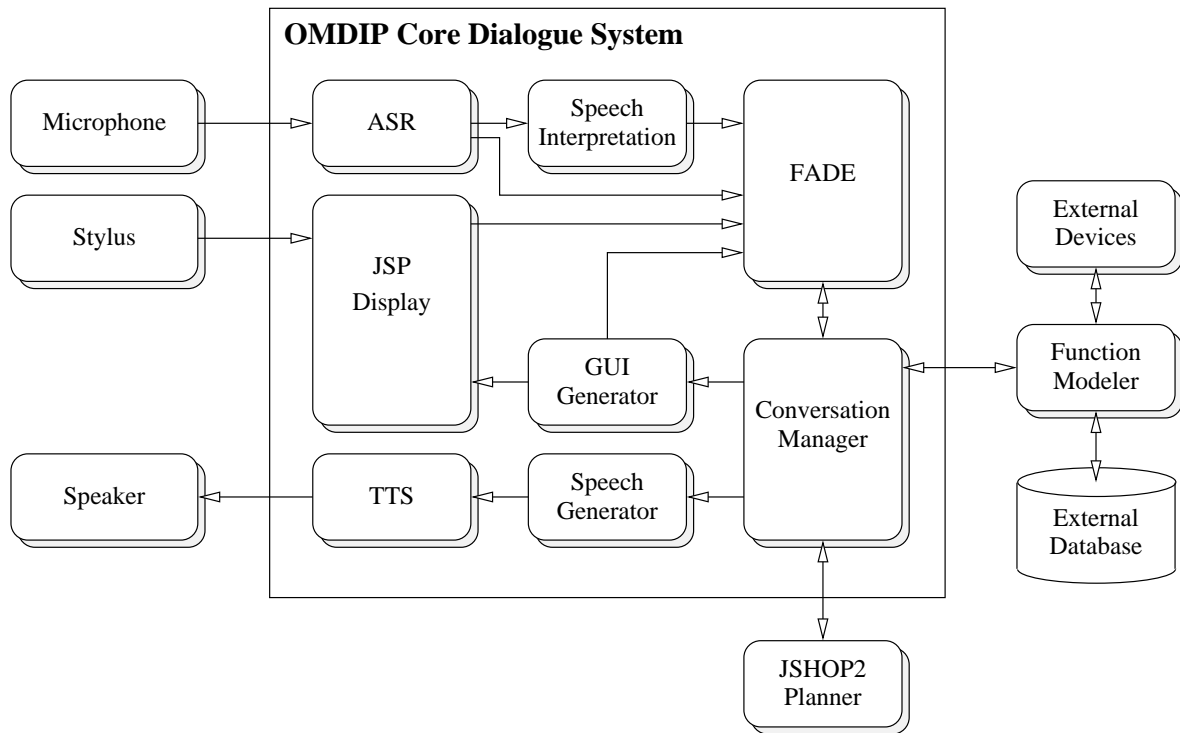 OMDIP Core Dialogue System
Microphone
ASR
Speech
Interpretation
FADE
Stylus
JSP
Display
External
Devices
GUI
Generator
Conversation
Manager
Function
Modeler
Speaker
TTS
Speech
Generator
External
Database
JSHOP2
Planner